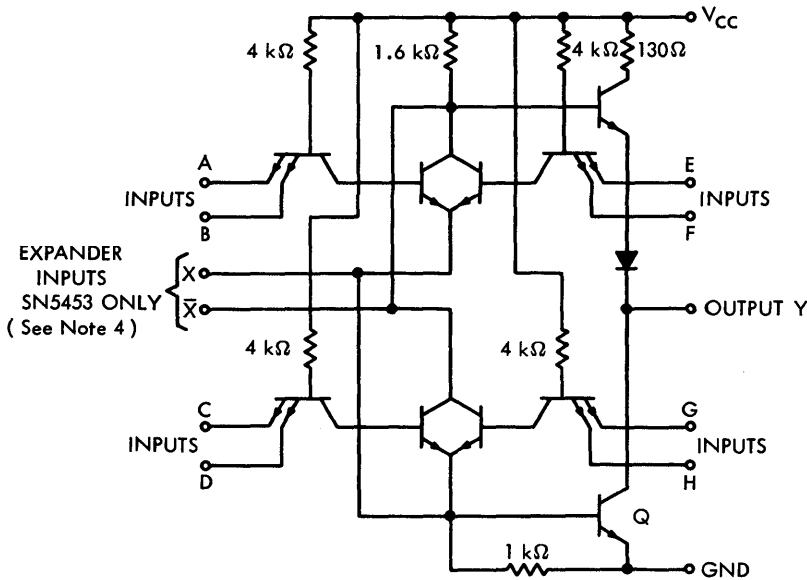 VCC
4 kΩ
1.6 kΩ
4 kΩ
130Ω
A
INPUTS
B
E
INPUTS
F
EXPANDER
INPUTS
SN5453 ONLY
( See Note 4 )
X
X̅
OUTPUT Y
4 kΩ
4 kΩ
C
INPUTS
D
G
INPUTS
H
Q
1 kΩ
GND